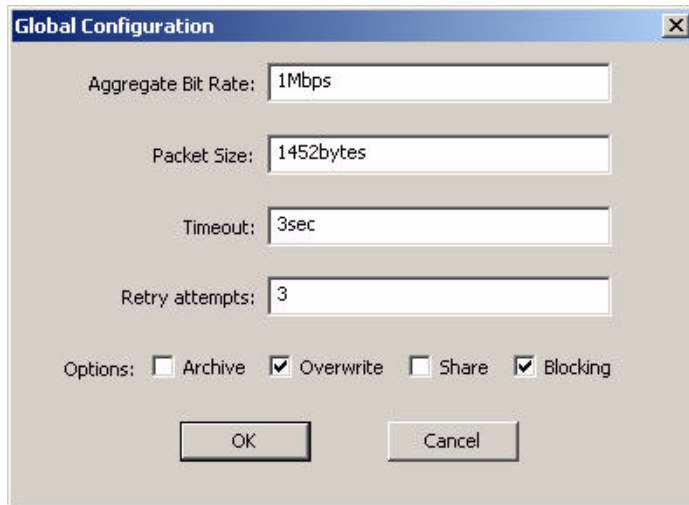 Global Configuration
Aggregate Bit Rate: 1Mbps
Packet Size: 1452bytes
Timeout: 3sec
Retry attempts: 3
Options: Archive Overwrite Share Blocking
OK Cancel